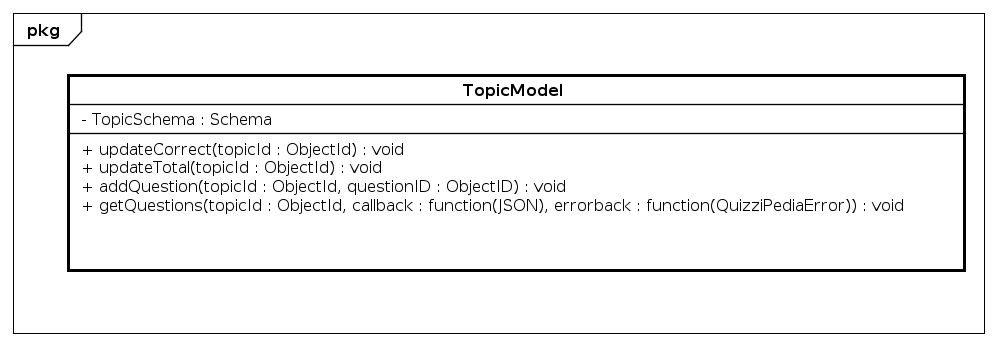 pkg
TopicModel
- TopicSchema : Schema
+ updateCorrect(topicId : ObjectId) : void
+ updateTotal(topicId : ObjectId) : void
+ addQuestion(topicId : ObjectId, questionID : ObjectID) : void
+ getQuestions(topicId : ObjectId, callback : function(JSON), errorback : function(QuizziPediaError)) : void